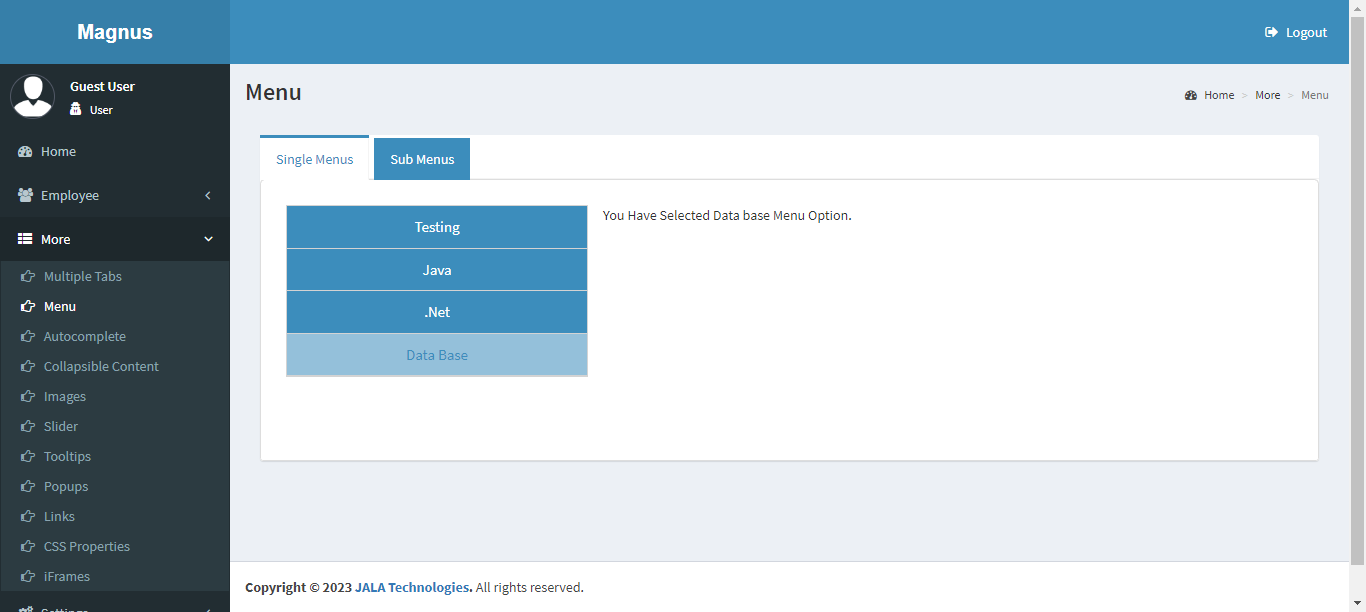 Magnus
Logout
Guest User
User
Home
Employee
More
Multiple Tabs
Menu
Autocomplete
Collapsible Content
Images
Slider
Tooltips
Popups
Links
CSS Properties
iFrames
Settings
Menu
Home > More > Menu
Single Menus
Sub Menus
Testing
Java
.Net
Data Base
You Have Selected Data base Menu Option.
Copyright © 2023 JALA Technologies. All rights reserved.